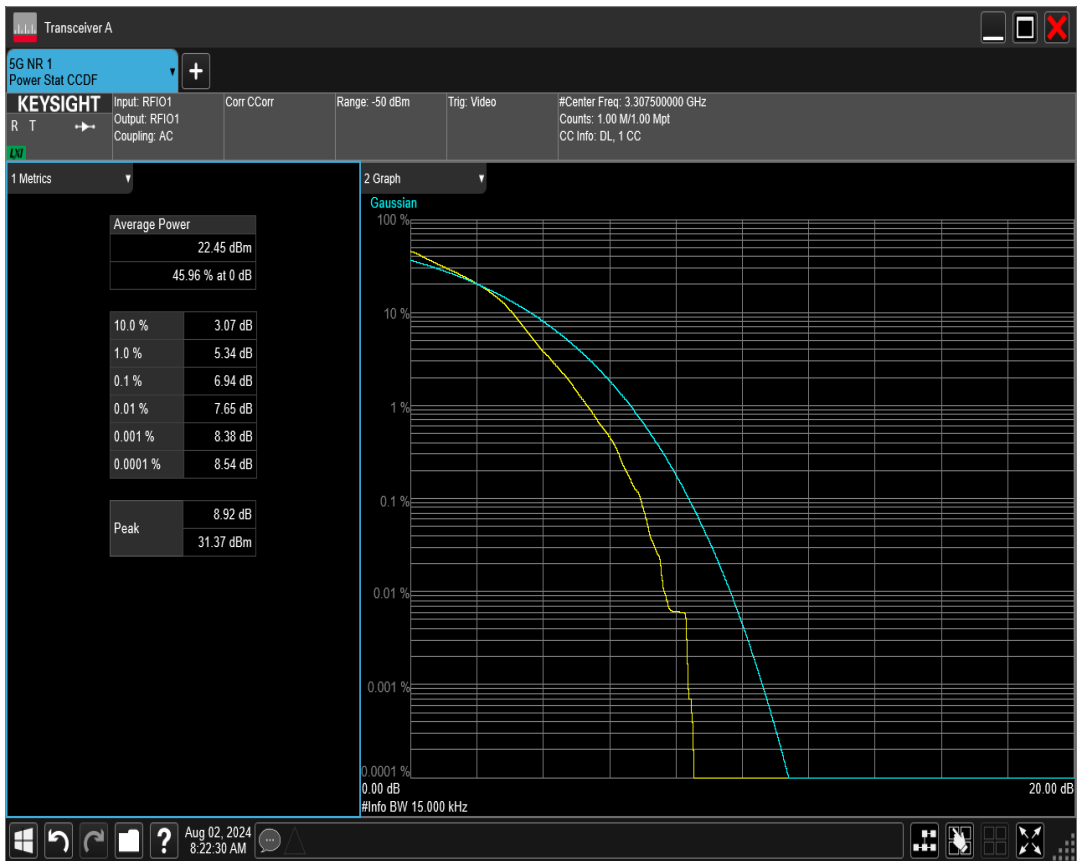 Transceiver A
5G NR 1
Power Stat CCDF
+
KEYSIGHT
R T
LXI
Input: RFIO1
Output: RFIO1
Coupling: AC
Corr CCorr
Range: -50 dBm
Trig: Video
#Center Freq: 3.307500000 GHz
Counts: 1.00 M/1.00 Mpt
CC Info: DL, 1 CC
1 Metrics
Average Power
22.45 dBm
45.96 % at 0 dB
10.0 % 3.07 dB
1.0 % 5.34 dB
0.1 % 6.94 dB
0.01 % 7.65 dB
0.001 % 8.38 dB
0.0001 % 8.54 dB
Peak
8.92 dB
31.37 dBm
2 Graph
Gaussian
100 %
10 %
1 %
0.1 %
0.01 %
0.001 %
0.0001 %
0.00 dB 20.00 dB
#Info BW 15.000 kHz
?
Aug 02, 2024
8:22:30 AM